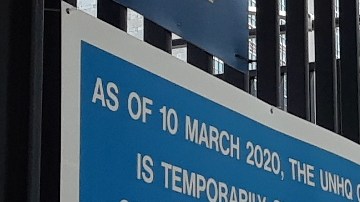 AS OF 10 MARCH 2020, THE UNHQ
IS TEMPORARILY